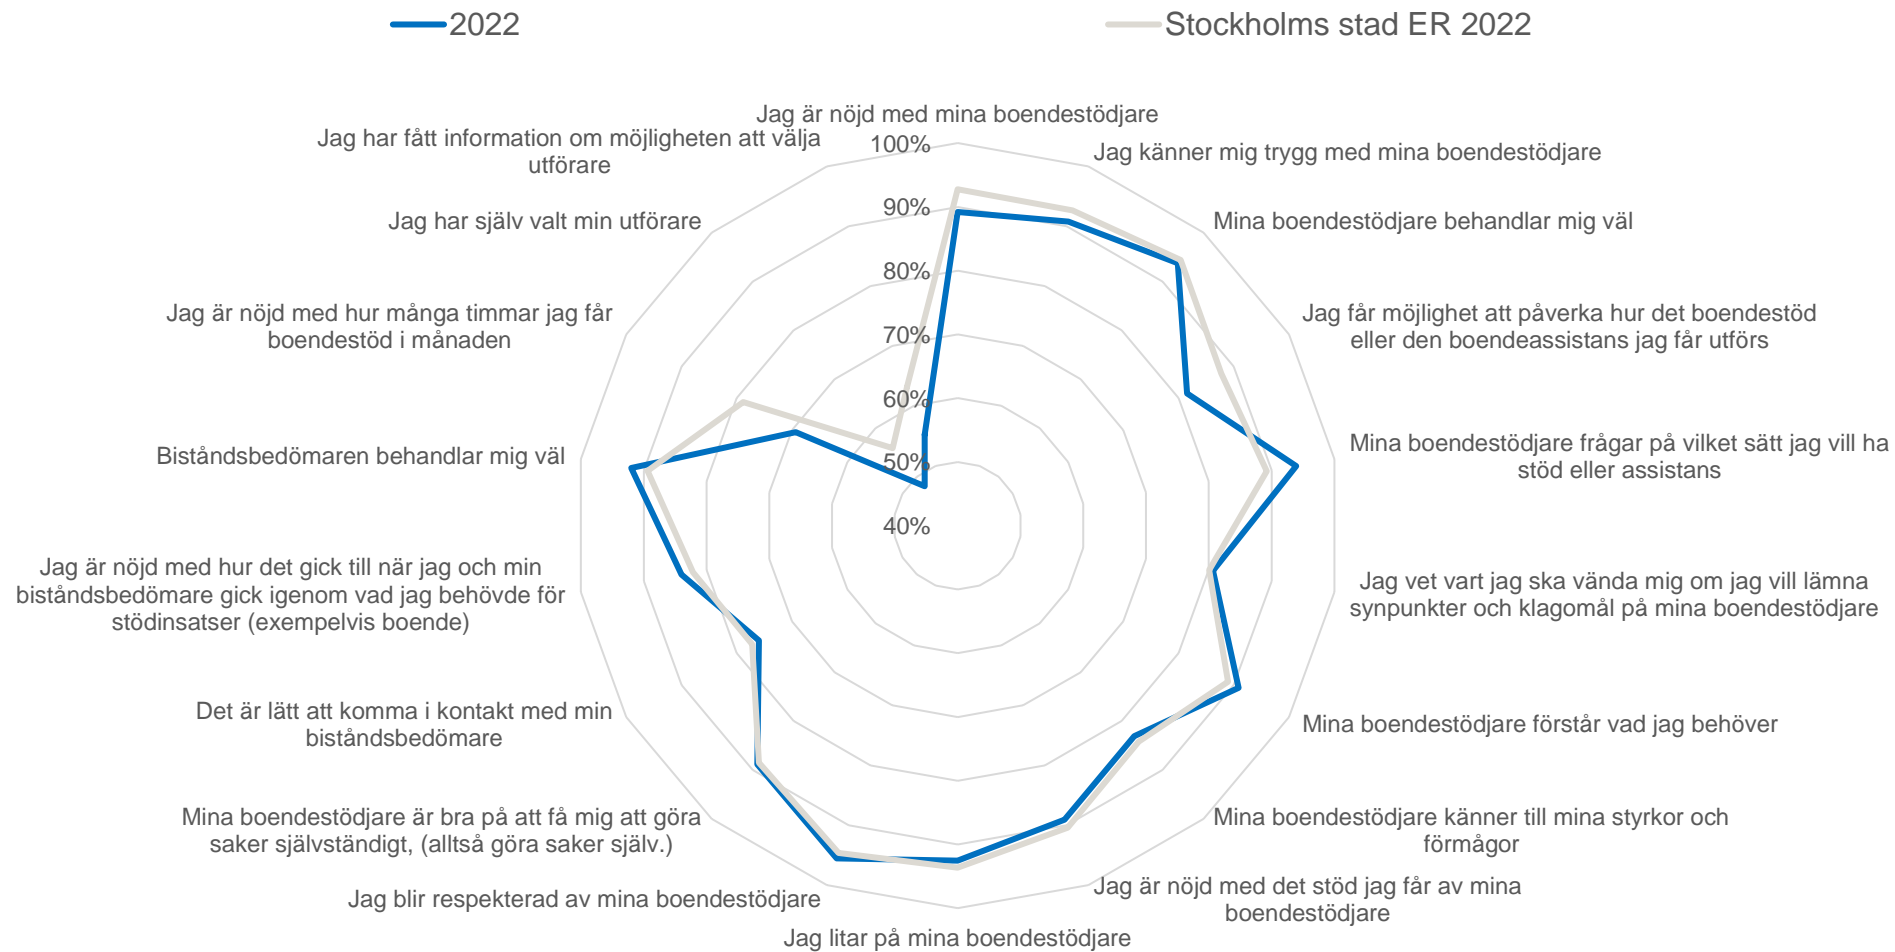 2022
Stockholms stad ER 2022
Jag är nöjd med mina boendestödjare
Jag känner mig trygg med mina boendestödjare
Mina boendestödjare behandlar mig väl
Jag får möjlighet att påverka hur det boendestöd
eller den boendeassistans jag får utförs
Mina boendestödjare frågar på vilket sätt jag vill ha
stöd eller assistans
Jag vet vart jag ska vända mig om jag vill lämna
synpunkter och klagomål på mina boendestödjare
Mina boendestödjare förstår vad jag behöver
Mina boendestödjare känner till mina styrkor och
förmågor
Jag är nöjd med det stöd jag får av mina
boendestödjare
Jag litar på mina boendestödjare
Jag blir respekterad av mina boendestödjare
Mina boendestödjare är bra på att få mig att göra
saker självständigt, (alltså göra saker själv.)
Det är lätt att komma i kontakt med min
biståndsbedömare
Jag är nöjd med hur det gick till när jag och min
biståndsbedömare gick igenom vad jag behövde för
stödinsatser (exempelvis boende)
Biståndsbedömaren behandlar mig väl
Jag är nöjd med hur många timmar jag får
boendestöd i månaden
Jag har själv valt min utförare
Jag har fått information om möjligheten att välja
utförare
100%
90%
80%
70%
60%
50%
40%